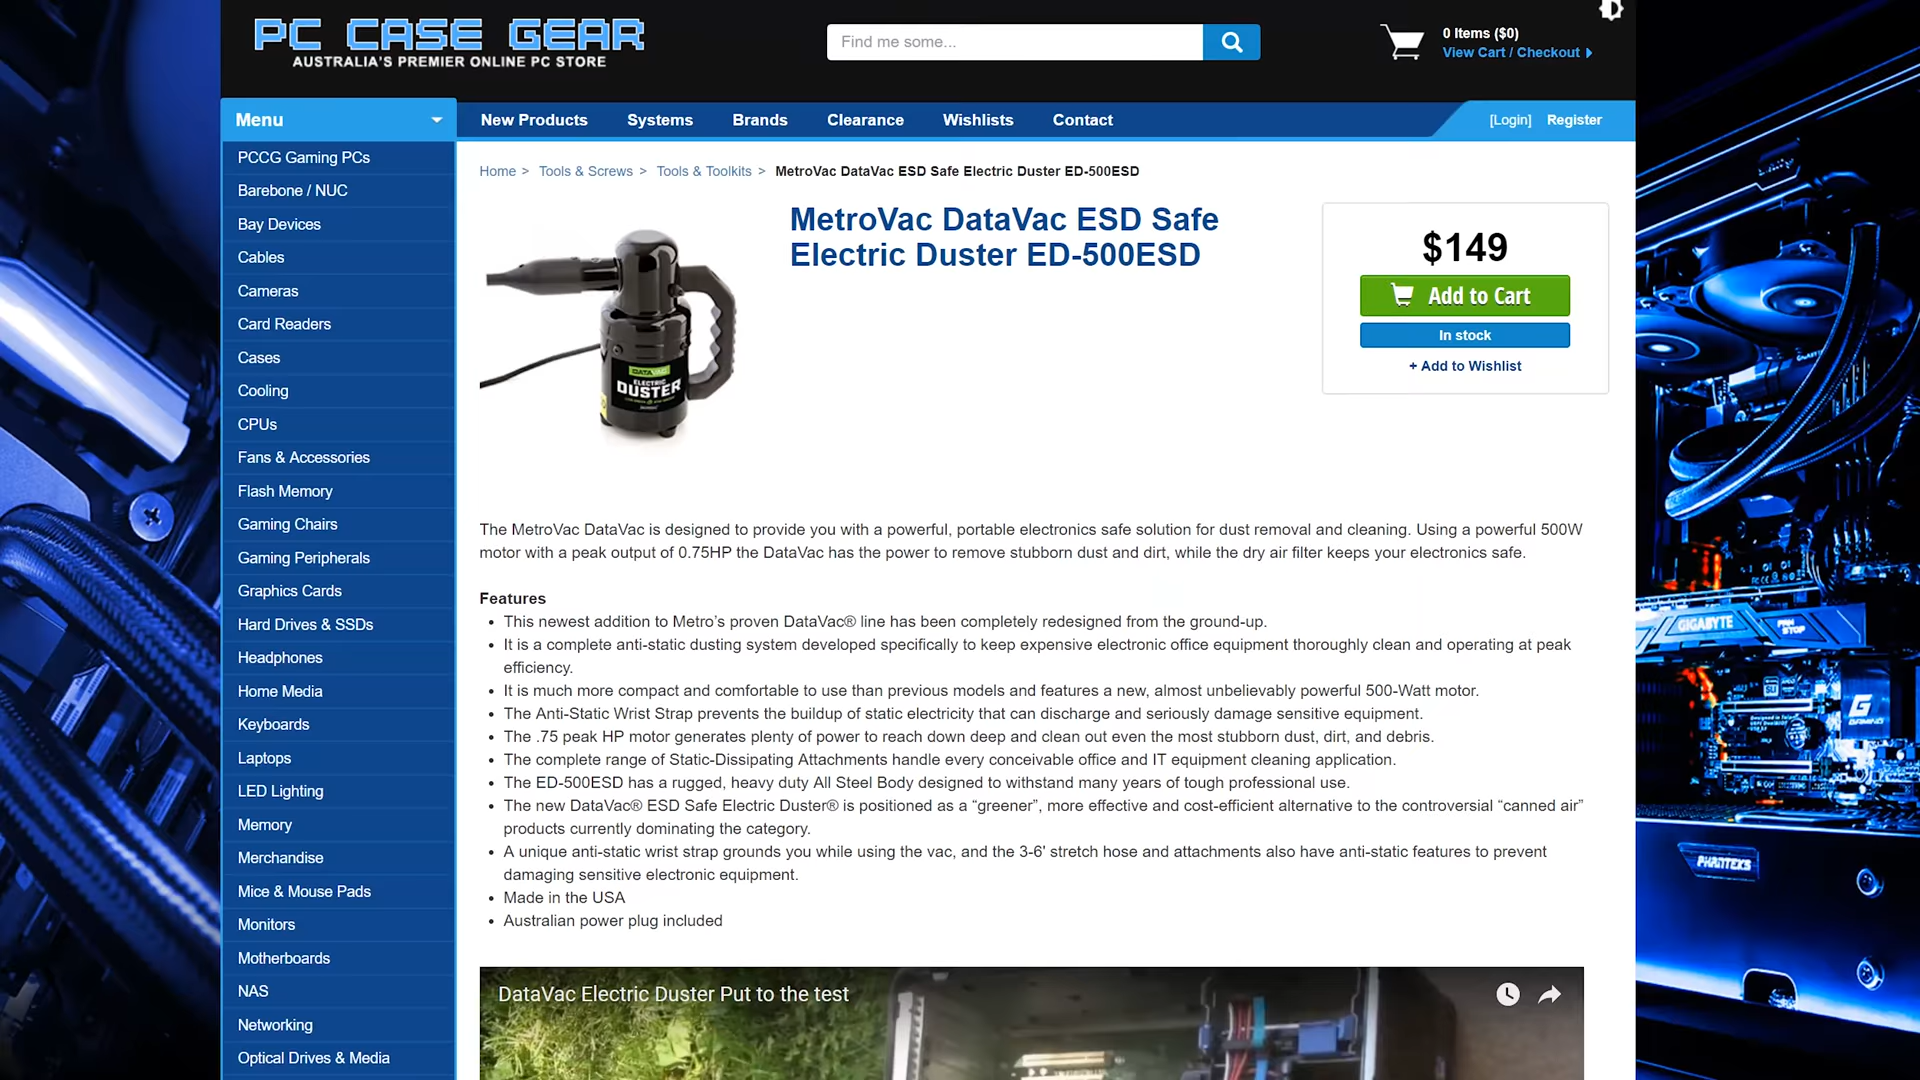 PC CASE GEAR
AUSTRALIA'S PREMIER ONLINE PC STORE
Find me some...
0 Items ($0)
View Cart / Checkout
Menu
New Products
Systems
Brands
Clearance
Wishlists
Contact
[Login]
Register
PCCG Gaming PCs
Barebone / NUC
Bay Devices
Cables
Cameras
Card Readers
Cases
Cooling
CPUs
Fans & Accessories
Flash Memory
Gaming Chairs
Gaming Peripherals
Graphics Cards
Hard Drives & SSDs
Headphones
Home Media
Keyboards
Laptops
LED Lighting
Memory
Merchandise
Mice & Mouse Pads
Monitors
Motherboards
NAS
Networking
Optical Drives & Media
Home > Tools & Screws > Tools & Toolkits > MetroVac DataVac ESD Safe Electric Duster ED-500ESD
MetroVac DataVac ESD Safe
Electric Duster ED-500ESD
DATAVAC
ELECTRIC
DUSTER
$149
Add to Cart
In stock
+ Add to Wishlist
The MetroVac DataVac is designed to provide you with a powerful, portable electronics safe solution for dust removal and cleaning. Using a powerful 500W
motor with a peak output of 0.75HP the DataVac has the power to remove stubborn dust and dirt, while the dry air filter keeps your electronics safe.
Features
• This newest addition to Metro's proven DataVac® line has been completely redesigned from the ground-up.
• It is a complete anti-static dusting system developed specifically to keep expensive electronic office equipment thoroughly clean and operating at peak
efficiency.
• It is much more compact and comfortable to use than previous models and features a new, almost unbelievably powerful 500-Watt motor.
• The Anti-Static Wrist Strap prevents the buildup of static electricity that can discharge and seriously damage sensitive equipment.
• The .75 peak HP motor generates plenty of power to reach down deep and clean out even the most stubborn dust, dirt, and debris.
• The complete range of Static-Dissipating Attachments handle every conceivable office and IT equipment cleaning application.
• The ED-500ESD has a rugged, heavy duty All Steel Body designed to withstand many years of tough professional use.
• The new DataVac® ESD Safe Electric Duster® is positioned as a “greener”, more effective and cost-efficient alternative to the controversial “canned air”
products currently dominating the category.
• A unique anti-static wrist strap grounds you while using the vac, and the 3-6' stretch hose and attachments also have anti-static features to prevent
damaging sensitive electronic equipment.
• Made in the USA
• Australian power plug included
DataVac Electric Duster Put to the test
GIGABYTE
FAN
STOP
G
GAMING
PHANTEKS